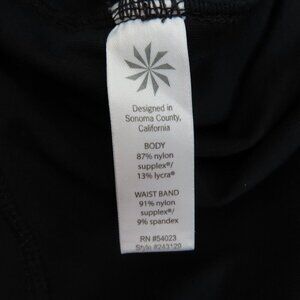 Designed in
Sonoma County,
California
BODY
87% nylon
supplex®/
13% lycra®
WAIST BAND
91% nylon
supplex®/
9% spandex
RN #54023
Style #243120